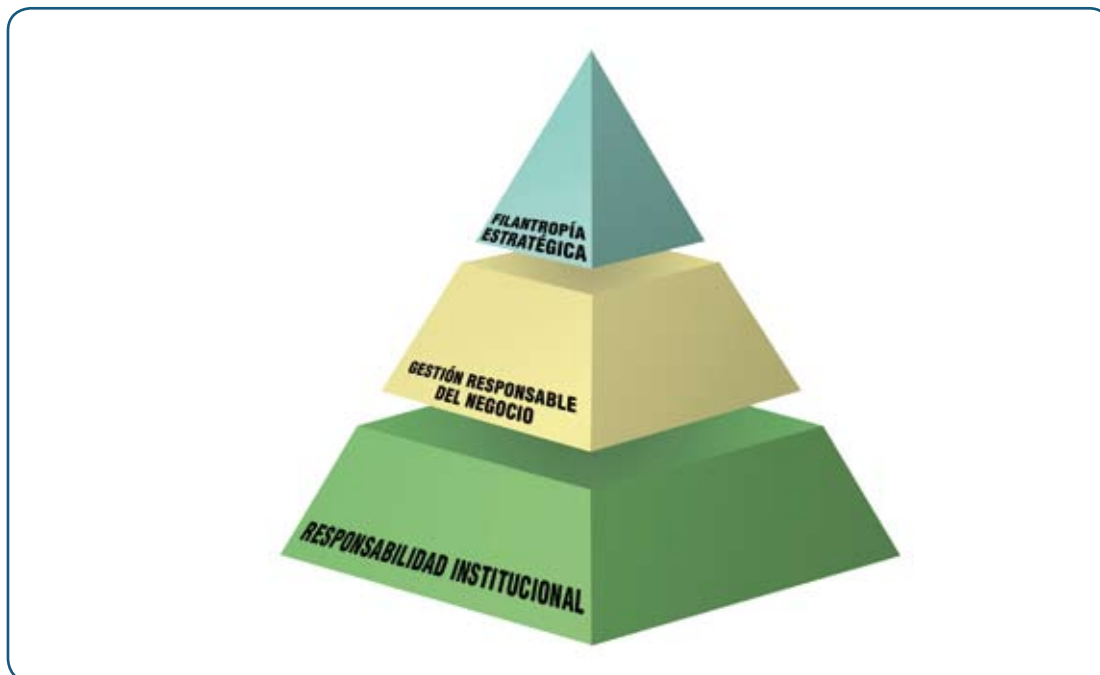 FILANTROPÍA
ESTRATÉGICA
GESTIÓN RESPONSABLE
DEL NEGOCIO
RESPONSABILIDAD INSTITUCIONAL